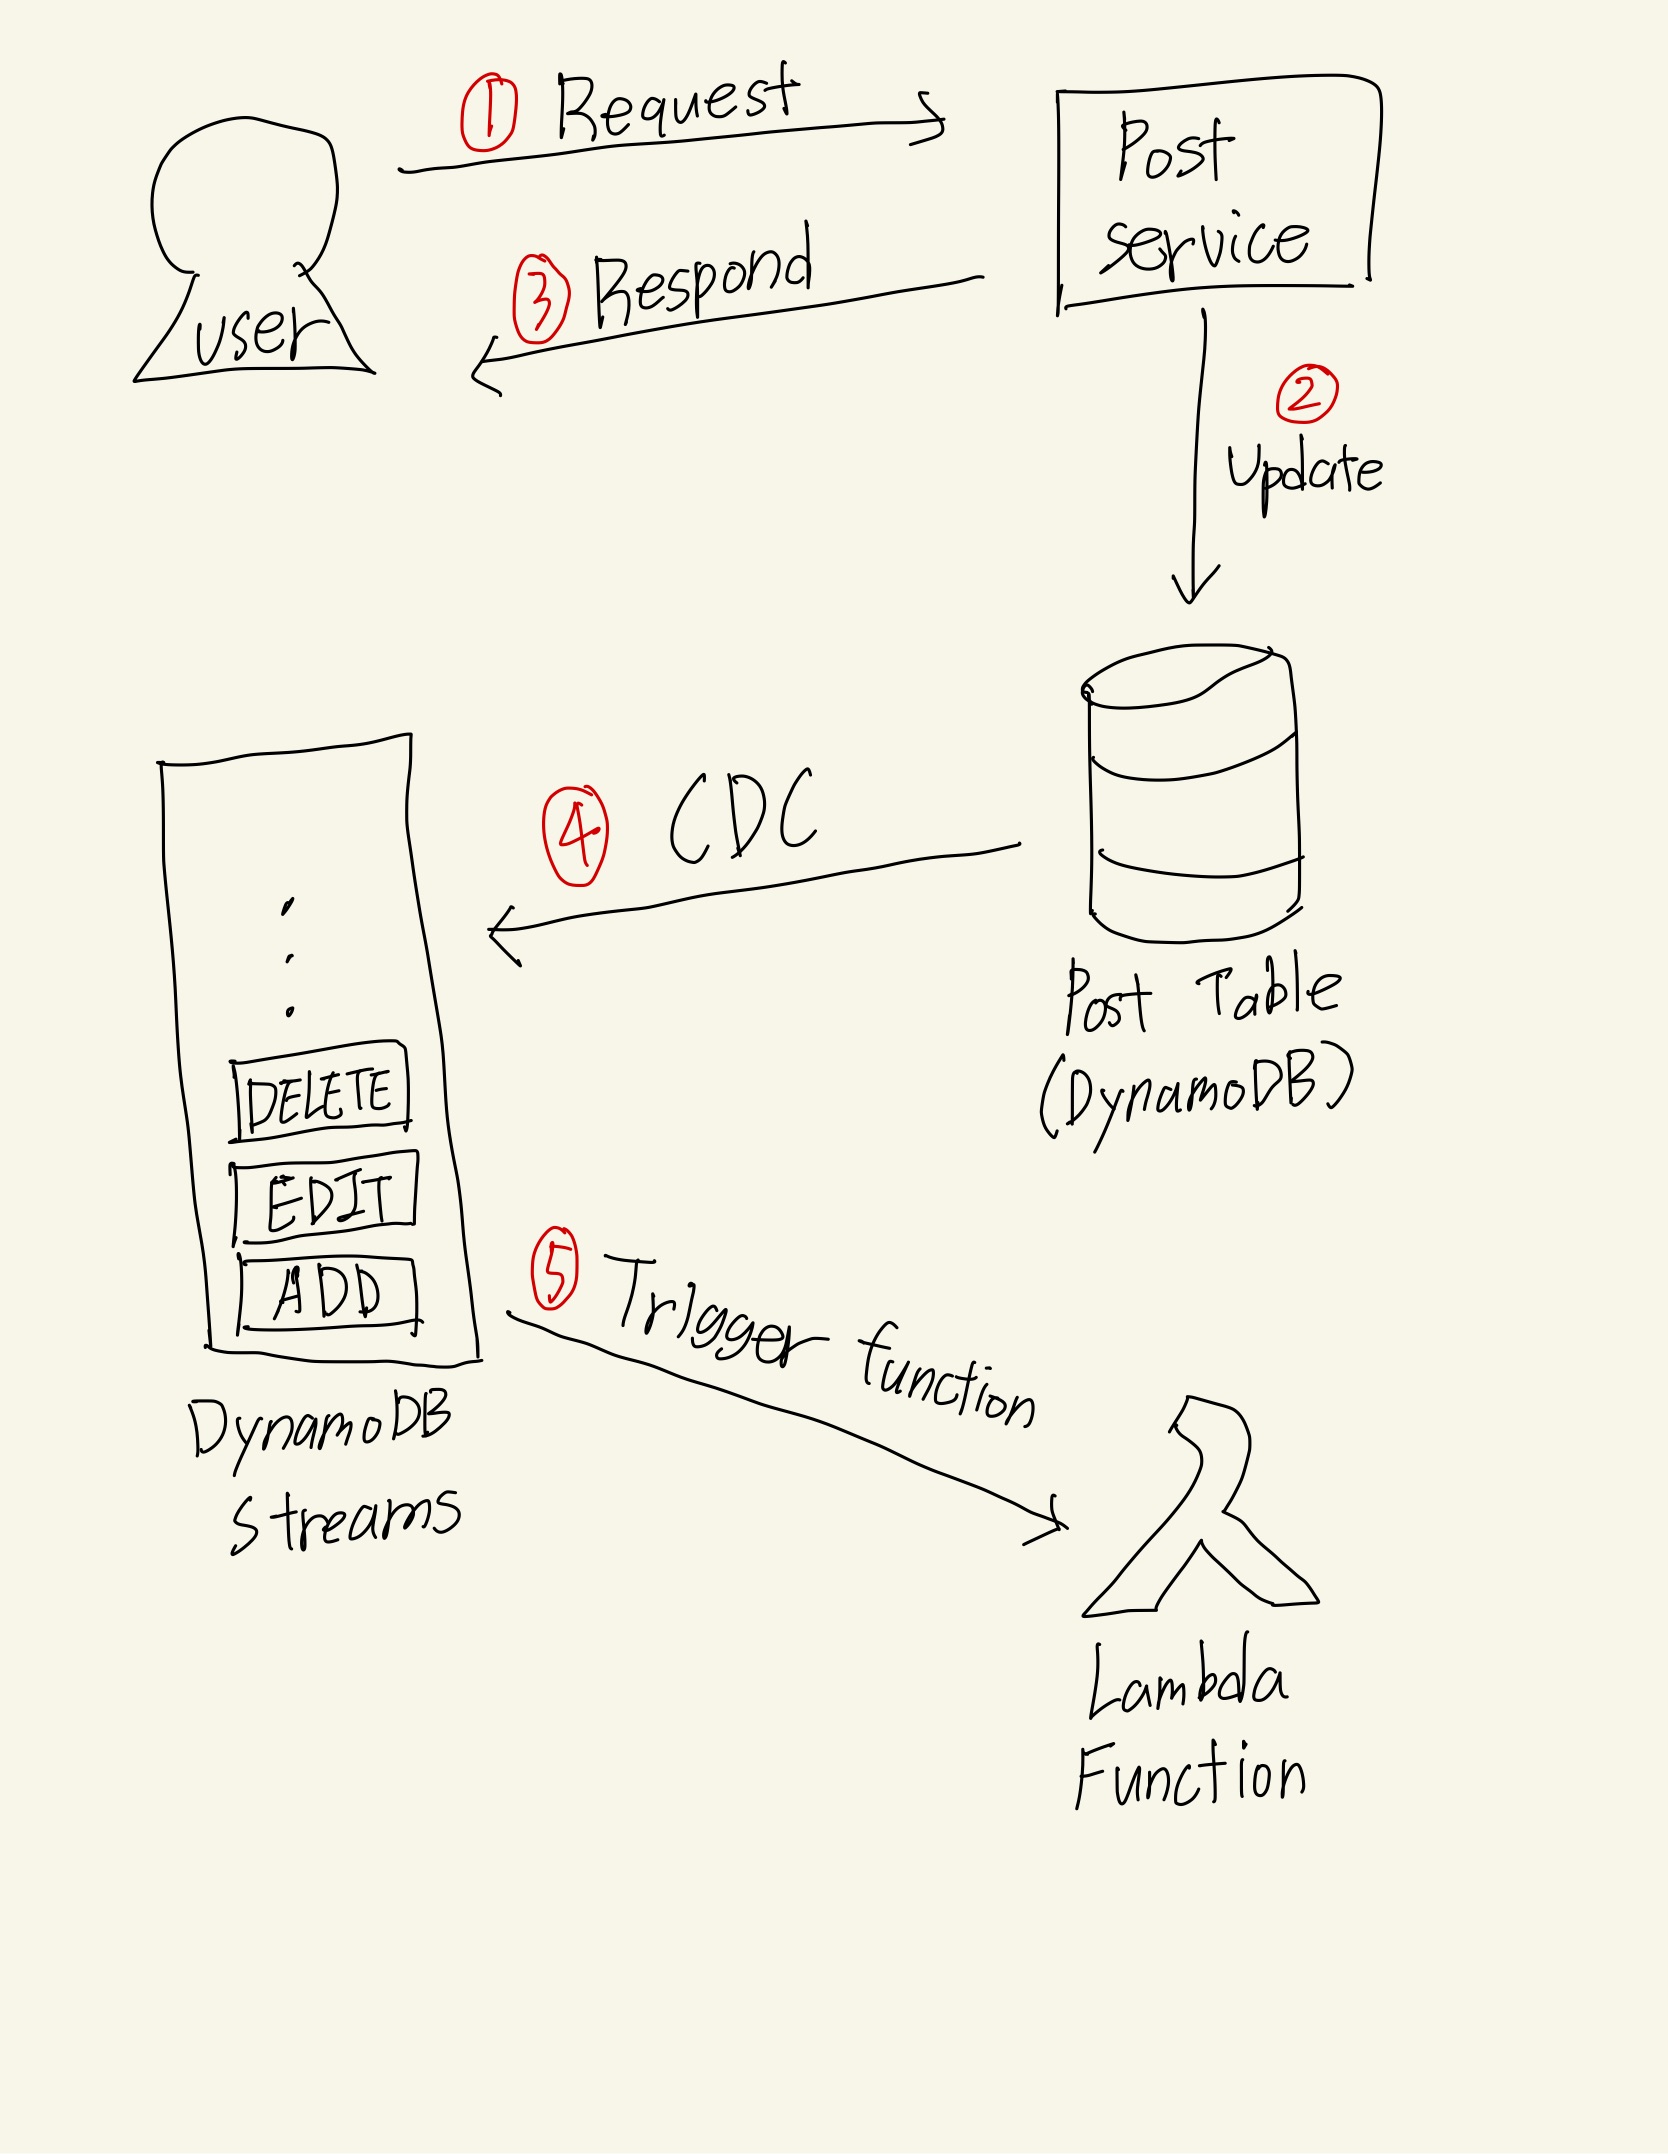 ① Request
Post
service
③ Respond
user
② 
Update
④ CDC
Post Table
(DynamoDB)
DELETE
EDIT
ADD
⑤ Trigger function
DynamoDB
Streams
Lambda
Function